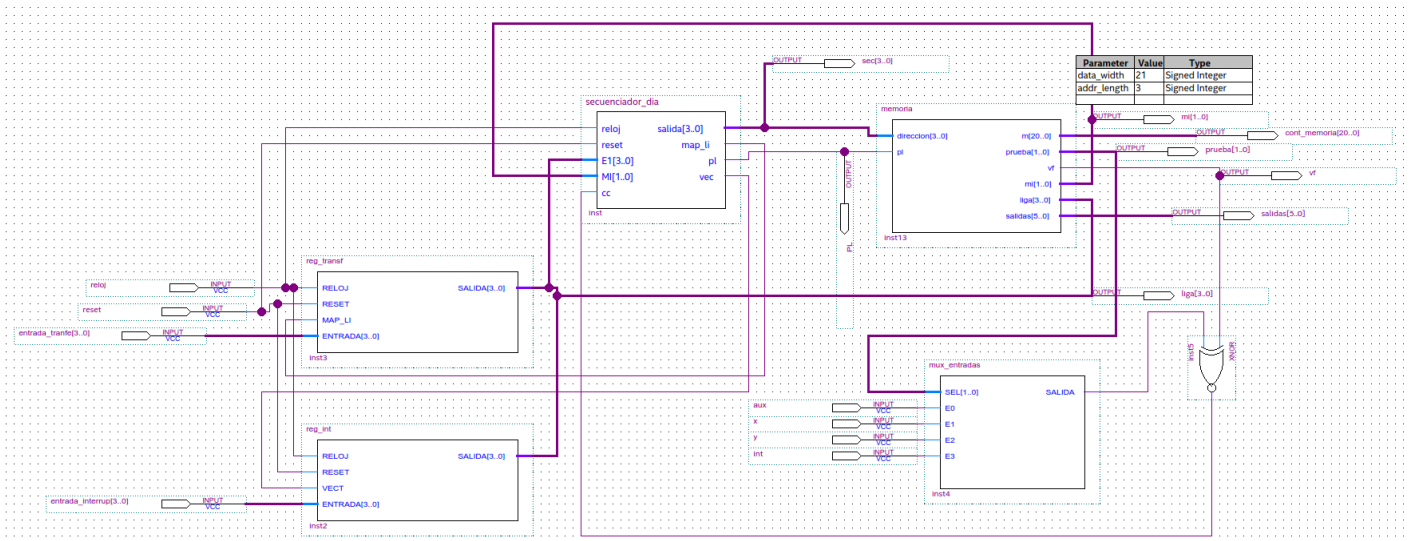 OUTPUT sec[3..0]
Parameter Value Type
data_width 21 Signed Integer
addr_length 3 Signed Integer
secuenciador_dia
reloj salida[3..0]
reset map_li
E1[3..0] pl
MI[1..0] vec
cc
inst
memoria
direccion[3..0] m[20..0]
pl prueba[1..0]
vf
mi[1..0]
liga[3..0]
salidas[5..0]
inst13
OUTPUT mi[1..0]
OUTPUT cont_memoria[20..0]
OUTPUT prueba[1..0]
OUTPUT vf
OUTPUT salidas[5..0]
OUTPUT PL
OUTPUT liga[3..0]
reloj INPUT VCC
reset INPUT VCC
entrada_tranfe[3..0] INPUT VCC
reg_transf
RELOJ SALIDA[3..0]
RESET
MAP_LI
ENTRADA[3..0]
inst3
reg_int
RELOJ SALIDA[3..0]
RESET
VECT
ENTRADA[3..0]
inst2
entrada_interrup[3..0] INPUT VCC
mux_entradas
SEL[1..0] SALIDA
E0
E1
E2
E3
inst4
aux INPUT VCC
x INPUT VCC
y INPUT VCC
int INPUT VCC
inst5 XNOR